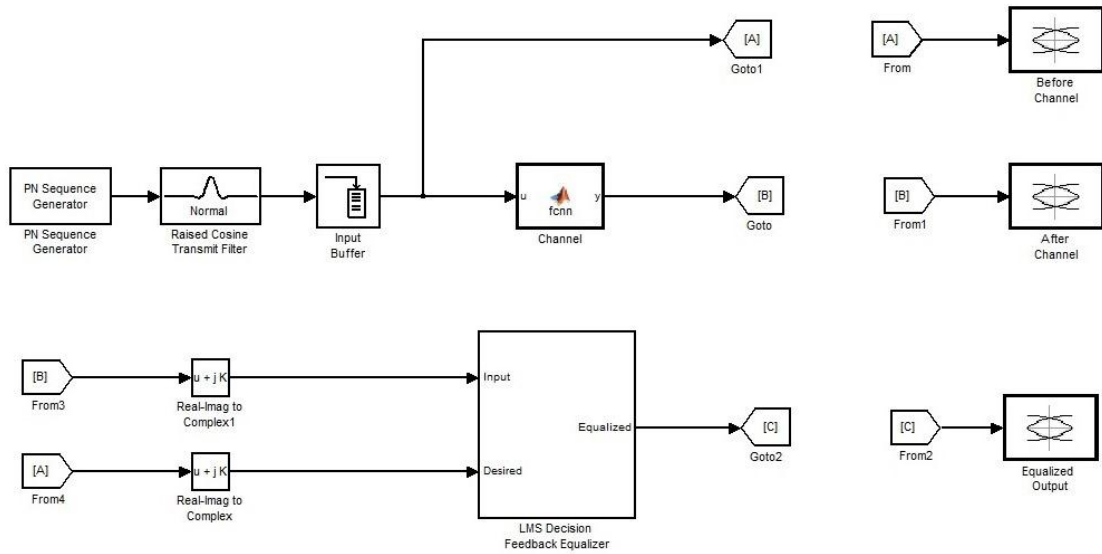 [A]
Goto1
[A]
From
Before
Channel
PN Sequence
Generator
PN Sequence
Generator
Normal
Raised Cosine
Transmit Filter
Input
Buffer
u
fcnn
y
Channel
[B]
Goto
[B]
From1
After
Channel
[B]
From3
u + j K
Real-Imag to
Complex1
[A]
From4
u + j K
Real-Imag to
Complex
Input
Desired
Equalized
LMS Decision
Feedback Equalizer
[C]
Goto2
[C]
From2
Equalized
Output